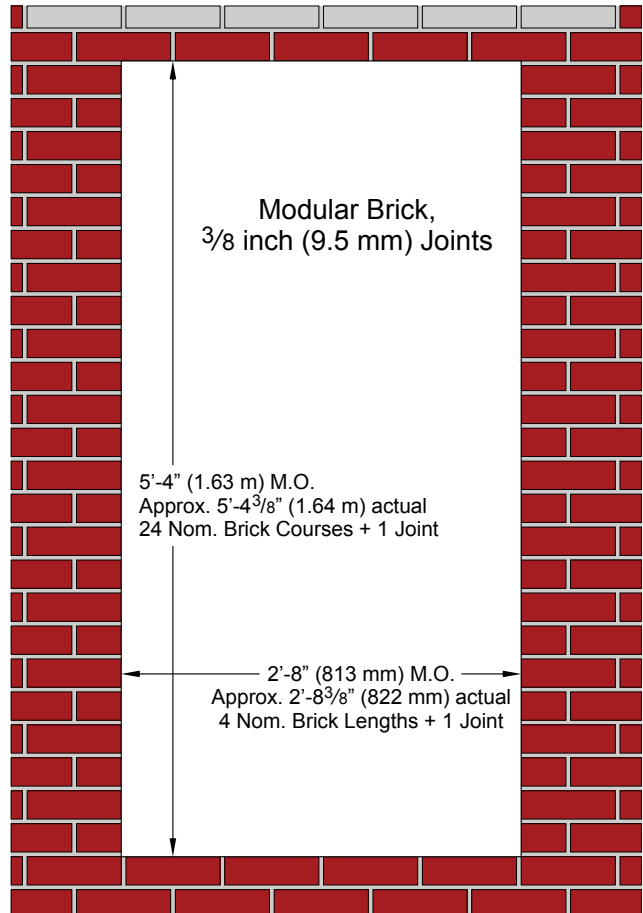 Modular Brick,
3/8 inch (9.5 mm) Joints
5’-4” (1.63 m) M.O.
Approx. 5’-43/8” (1.64 m) actual
24 Nom. Brick Courses + 1 Joint
2’-8” (813 mm) M.O.
Approx. 2’-83/8” (822 mm) actual
4 Nom. Brick Lengths + 1 Joint